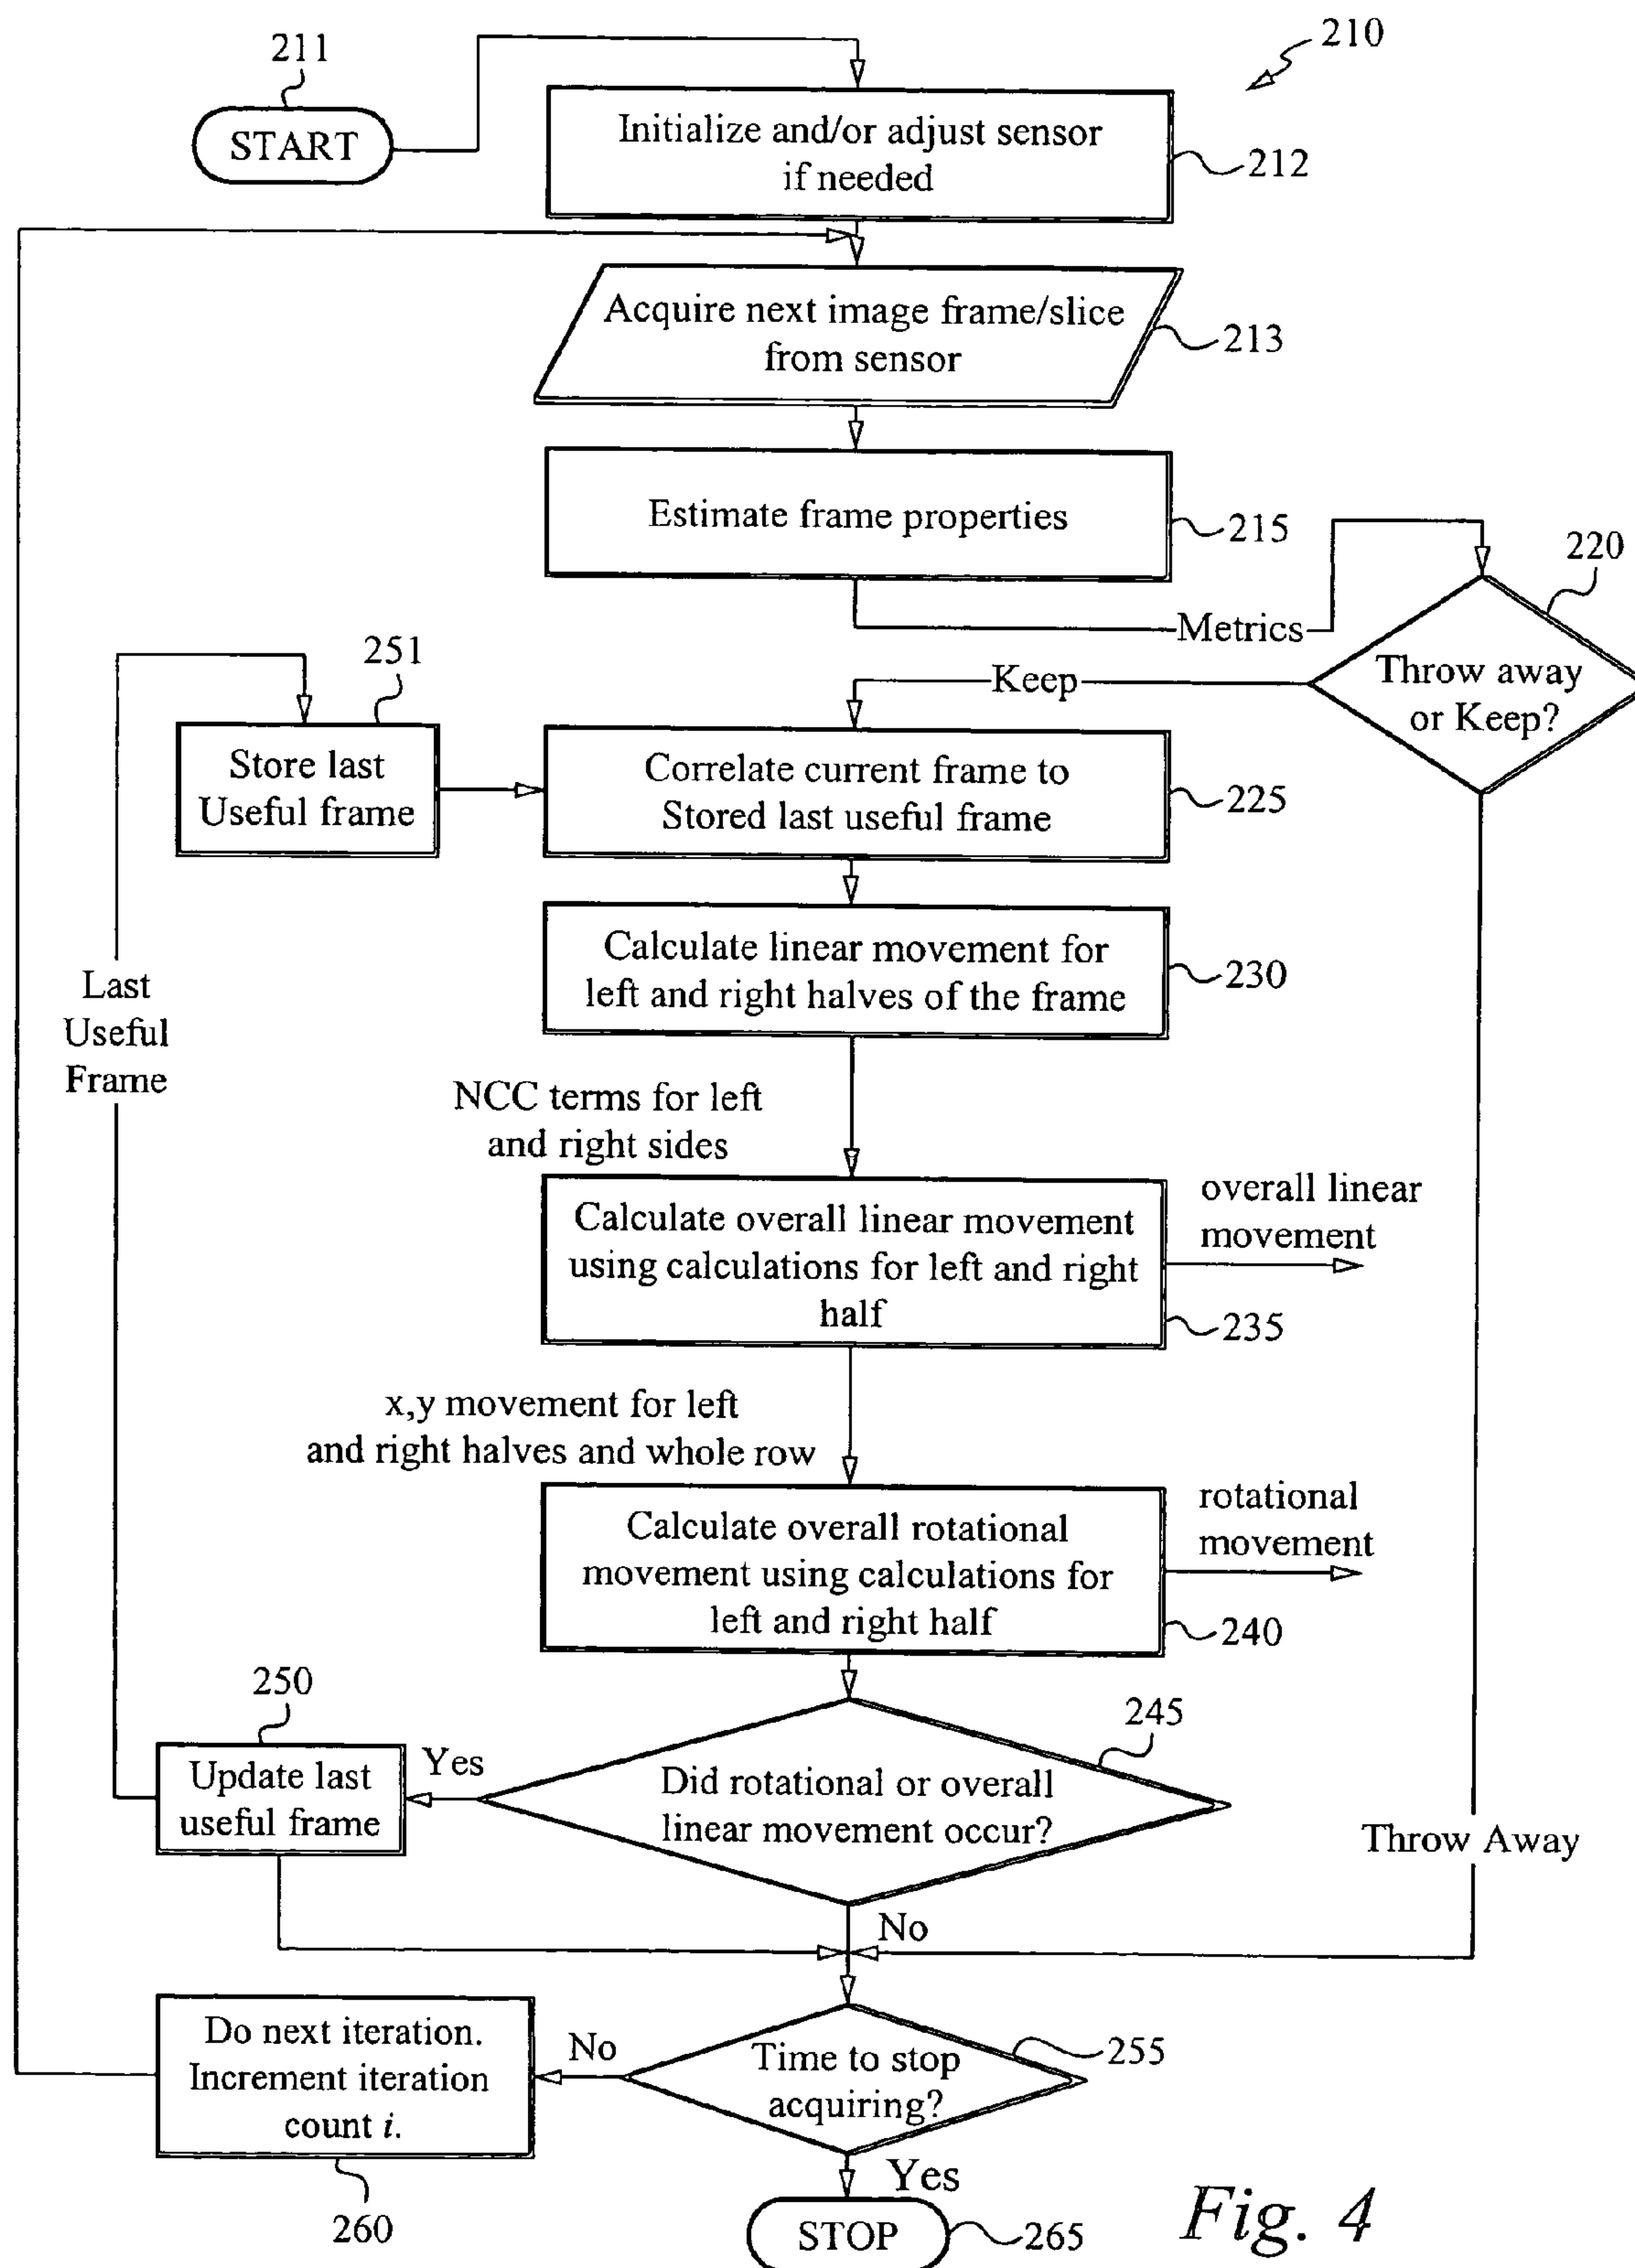 210
211
START
Initialize and/or adjust sensor
if needed
212
Acquire next image frame/slice
from sensor
213
Estimate frame properties
215
220
Metrics
Throw away
or Keep?
Keep
251
Store last
Useful frame
Correlate current frame to
Stored last useful frame
225
Calculate linear movement for
left and right halves of the frame
230
Last
Useful
Frame
NCC terms for left
and right sides
Calculate overall linear movement
using calculations for left and right
half
235
overall linear
movement
x,y movement for left
and right halves and whole row
Calculate overall rotational
movement using calculations for
left and right half
240
rotational
movement
250
Update last
useful frame
Yes
245
Did rotational or overall
linear movement occur?
Throw Away
No
Do next iteration.
Increment iteration
count i.
260
No
Time to stop
acquiring?
255
Yes
STOP
265
Fig. 4